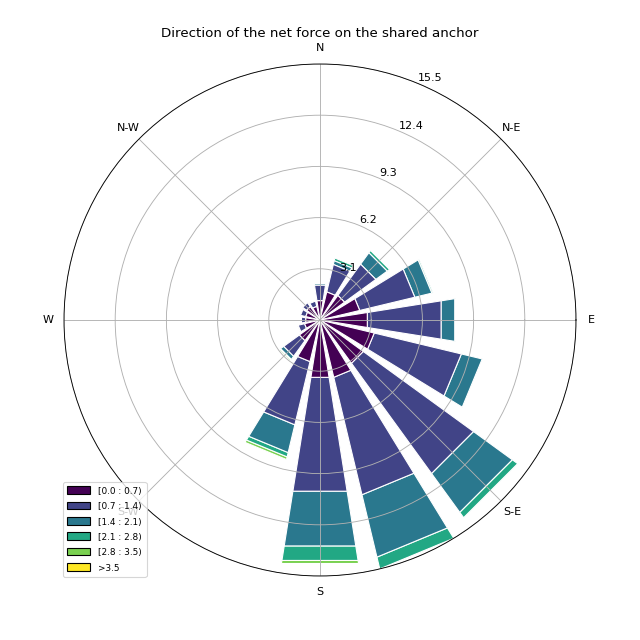 Direction of the net force on the shared anchor
N
15.5
N-W
N-E
12.4
9.3
6.2
3.1
W
E
[0.0 : 0.7)
[0.7 : 1.4)
S-W
S-E
[1.4 : 2.1)
[2.1 : 2.8)
[2.8 : 3.5)
>3.5
S